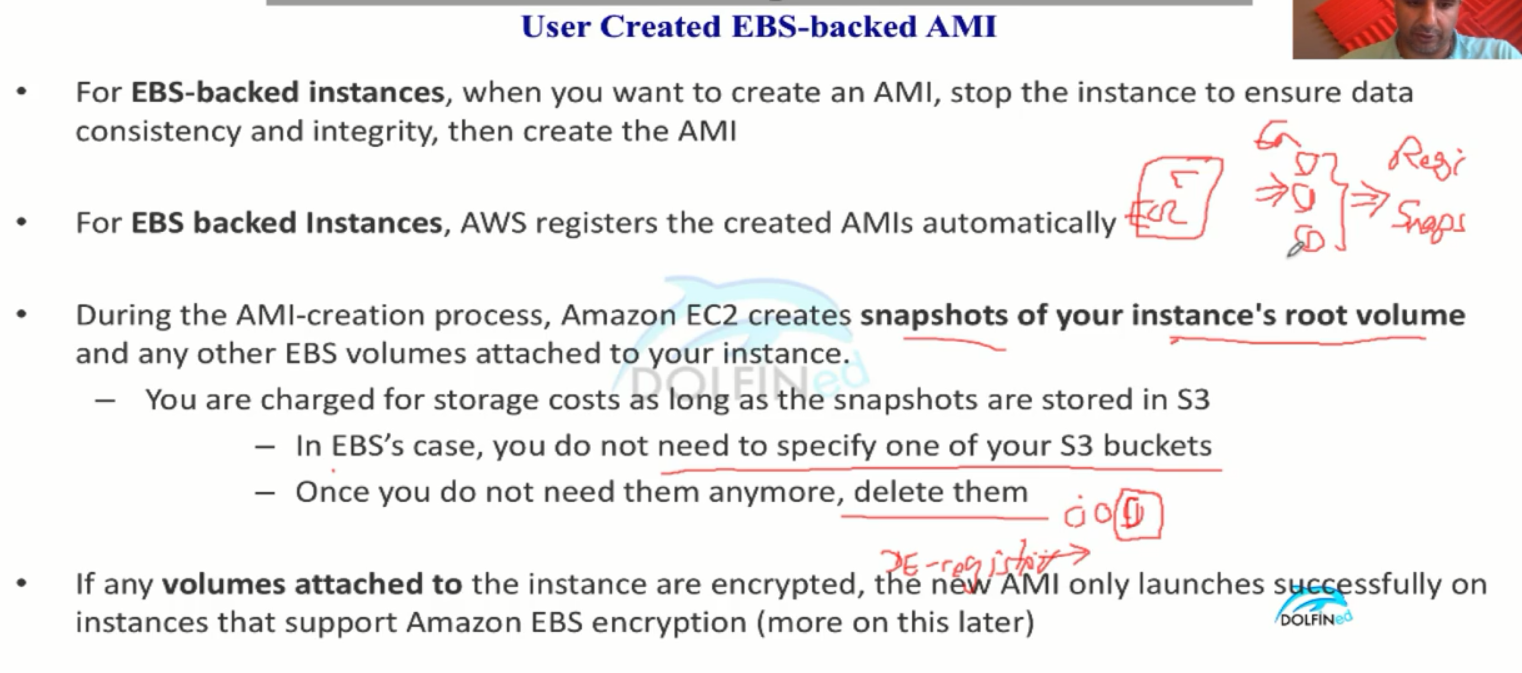 User Created EBS-backed AMI
• For EBS-backed instances, when you want to create an AMI, stop the instance to ensure data
consistency and integrity, then create the AMI
• For EBS backed Instances, AWS registers the created AMIs automatically
EC2
Regi
Snaps
• During the AMI-creation process, Amazon EC2 creates snapshots of your instance's root volume
and any other EBS volumes attached to your instance.
DOLFINed
– You are charged for storage costs as long as the snapshots are stored in S3
– In EBS’s case, you do not need to specify one of your S3 buckets
– Once you do not need them anymore, delete them
DE-register
• If any volumes attached to the instance are encrypted, the new AMI only launches successfully on
instances that support Amazon EBS encryption (more on this later)
DOLFINed